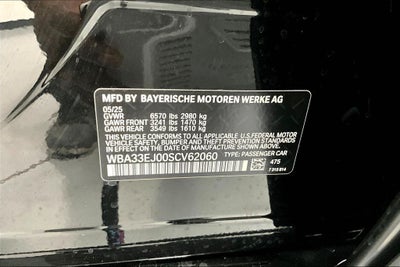 MFD BY BAYERISCHE MOTOREN WERKE AG
05/25
GVWR 6570 lbs 2980 kg
GAWR FRONT 3241 lbs 1470 kg
GAWR REAR 3549 lbs 1610 kg
THIS VEHICLE CONFORMS TO ALL APPLICABLE U.S.FEDERAL MOTOR
VEHICLE SAFETY, BUMPER, AND THEFT PREVENTION STANDARDS
IN EFFECT ON THE DATE OF MANUFACTURE SHOWN ABOVE.
WBA33EJ00SCV62060 TYPE: PASSENGER CAR
475